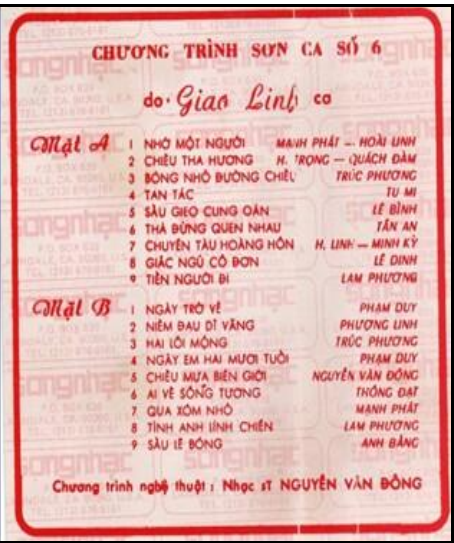 CHƯƠNG TRÌNH SƠN CA SỐ 6
do Giao Linh ca
Mặt A
1 NHỚ MỘT NGƯỜI MẠNH PHÁT – HOÀI LINH
2 CHIỀU THA HƯƠNG H. TRỌNG – QUÁCH ĐÀM
3 BÓNG NHỎ ĐƯỜNG CHIỀU TRÚC PHƯƠNG
4 TAN TÁC TU MI
5 SẦU GIEO CUNG OÁN LÊ BÌNH
6 THÀ ĐỪNG QUEN NHAU TẤN AN
7 CHUYẾN TÀU HOÀNG HÔN H. LINH – MINH KỲ
8 GIẤC NGỦ CÔ ĐƠN LÊ DINH
9 TIỄN NGƯỜI ĐI LAM PHƯƠNG
Mặt B
1 NGÀY TRỞ VỀ PHẠM DUY
2 NIỀM ĐAU DĨ VÃNG PHƯỢNG LINH
3 HAI LỐI MỘNG TRÚC PHƯƠNG
4 NGÀY EM HAI MƯƠI TUỔI PHẠM DUY
5 CHIỀU MƯA BIÊN GIỚI NGUYỄN VĂN ĐÔNG
6 AI VỀ SÔNG TƯƠNG THÔNG ĐẠT
7 QUA XÓM NHỎ MẠNH PHÁT
8 TÌNH ANH LÍNH CHIẾN LAM PHƯƠNG
9 SẦU LẺ BÓNG ANH BẰNG
Chương trình nghệ thuật : Nhạc sĩ NGUYỄN VĂN ĐÔNG
songnhạc